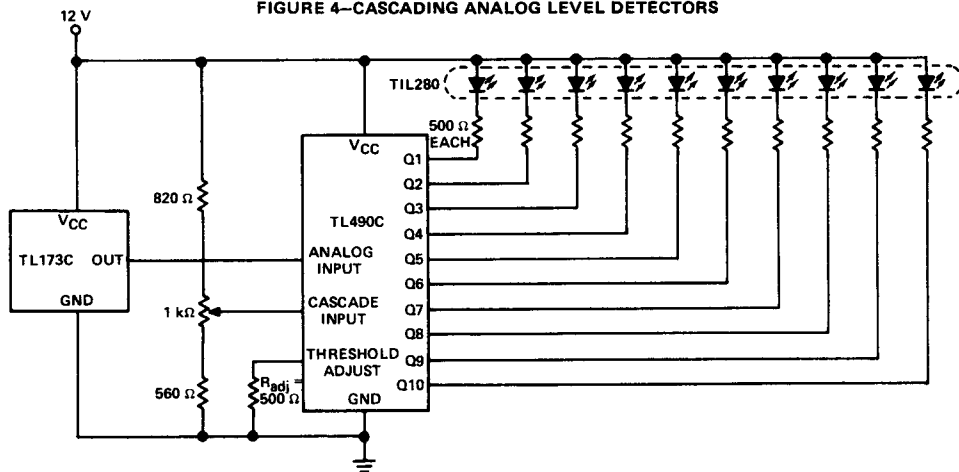 FIGURE 4—CASCADING ANALOG LEVEL DETECTORS
12 V
TIL280
500 Ω
EACH
VCC
Q1
Q2
820 Ω
Q3
VCC
TL490C
Q4
TL173C OUT
ANALOG
INPUT
Q5
Q6
GND
1 kΩ
CASCADE
INPUT
Q7
Q8
THRESHOLD
ADJUST
Q9
560 Ω
Radj
500 Ω
GND
Q10